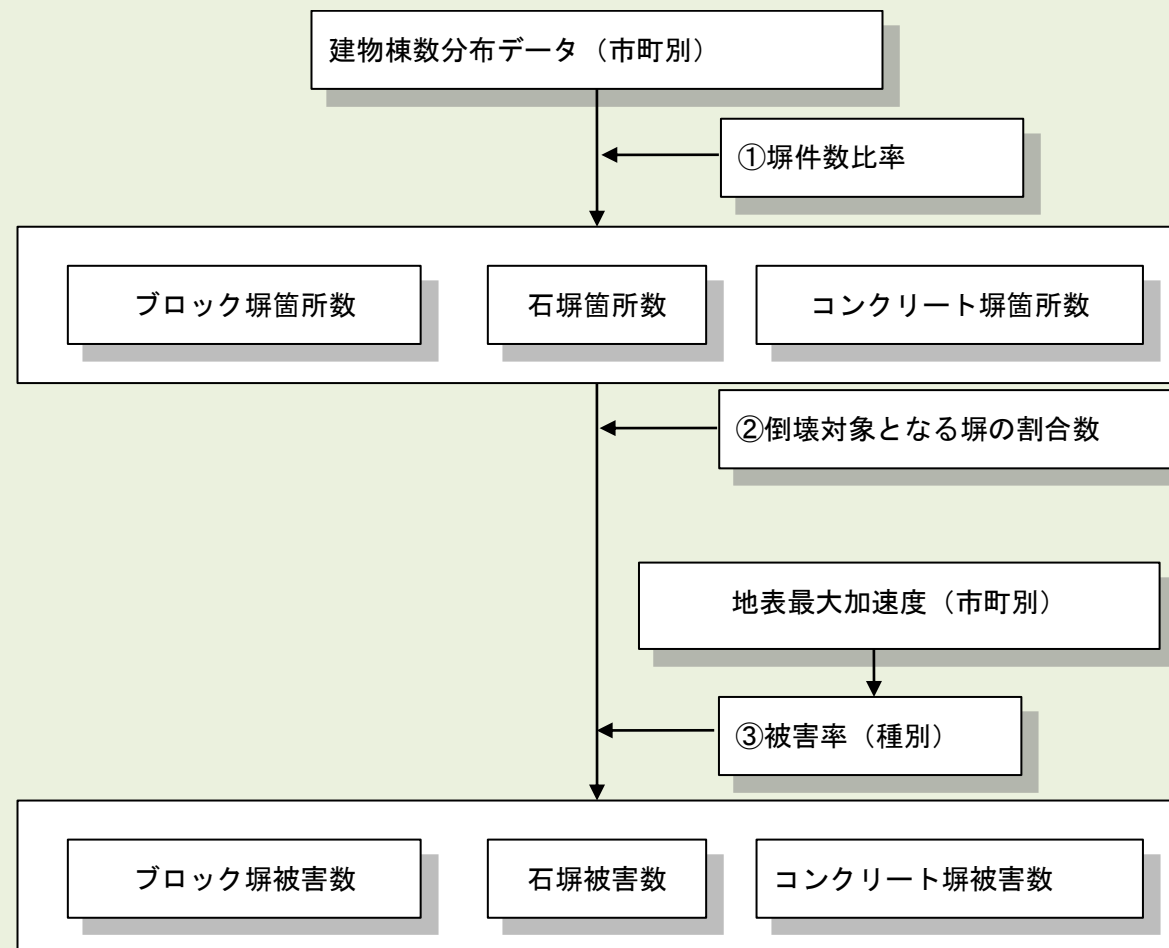 建物棟数分布データ（市町別）
①塀件数比率
ブロック塀箇所数
石塀箇所数
コンクリート塀箇所数
②倒壊対象となる塀の割合数
地表最大加速度（市町別）
③被害率（種別）
ブロック塀被害数
石塀被害数
コンクリート塀被害数